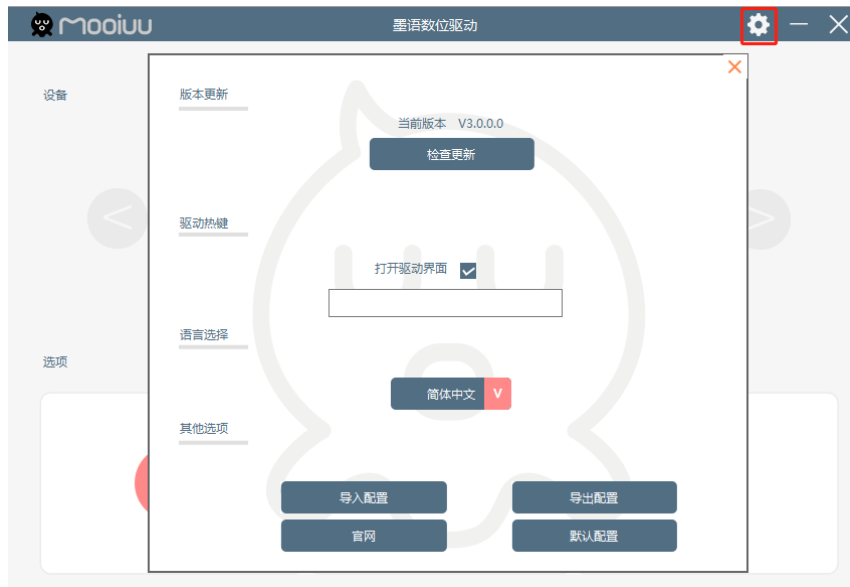 Mooiuu
墨语数位驱动
设备
版本更新
当前版本 V3.0.0.0
检查更新
<
>
驱动热键
打开驱动界面
语言选择
选项
简体中文 V
其他选项
导入配置 导出配置
官网 默认配置